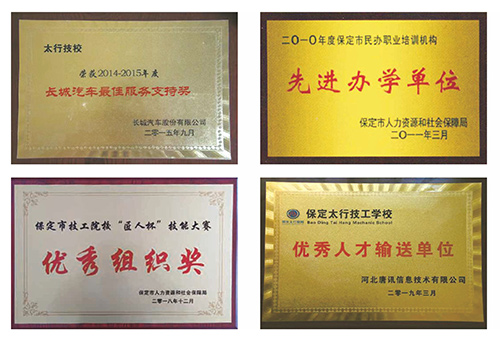 太行技校
荣获2014-2015年度
长城汽车最佳服务支持奖
长城汽车股份有限公司
二零一五年九月
二〇一〇年度保定市民办职业培训机构
先进办学单位
保定市人力资源和社会保障局
二〇一一年三月
保定市技工院校“匠人杯”技能大赛
优秀组织奖
保定市人力资源和社会保障局
二零一八年十二月
保定太行技工学校
Bao Ding Tai Hang Mechanic School
优秀人才输送单位
河北唐讯信息技术有限公司
二零一九年三月